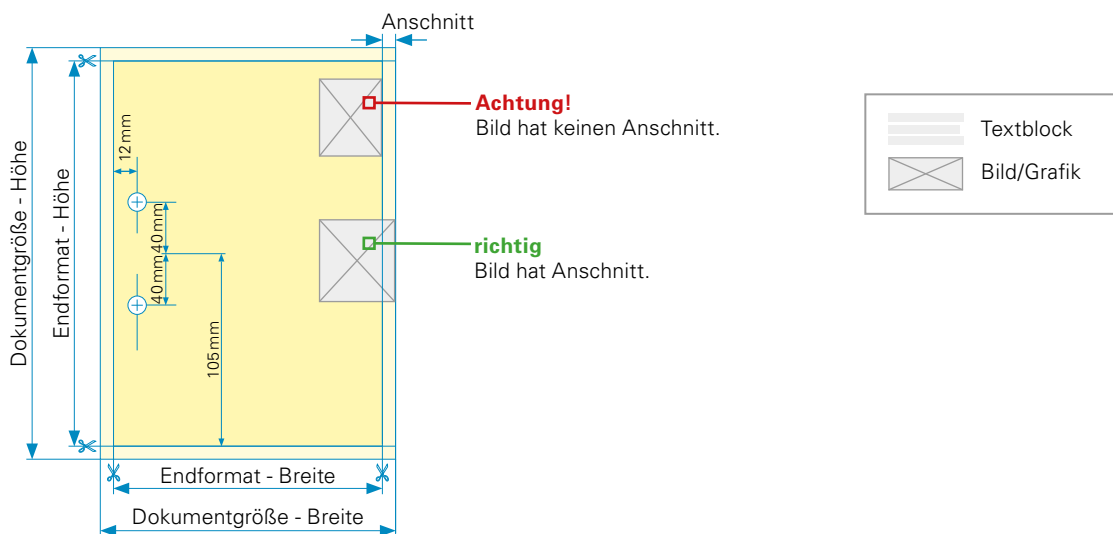 Anschnitt
Achtung!
Bild hat keinen Anschnitt.
Textblock
Bild/Grafik
12 mm
40 mm
40 mm
105 mm
richtig
Bild hat Anschnitt.
Dokumentgröße - Höhe
Endformat - Höhe
Endformat - Breite
Dokumentgröße - Breite